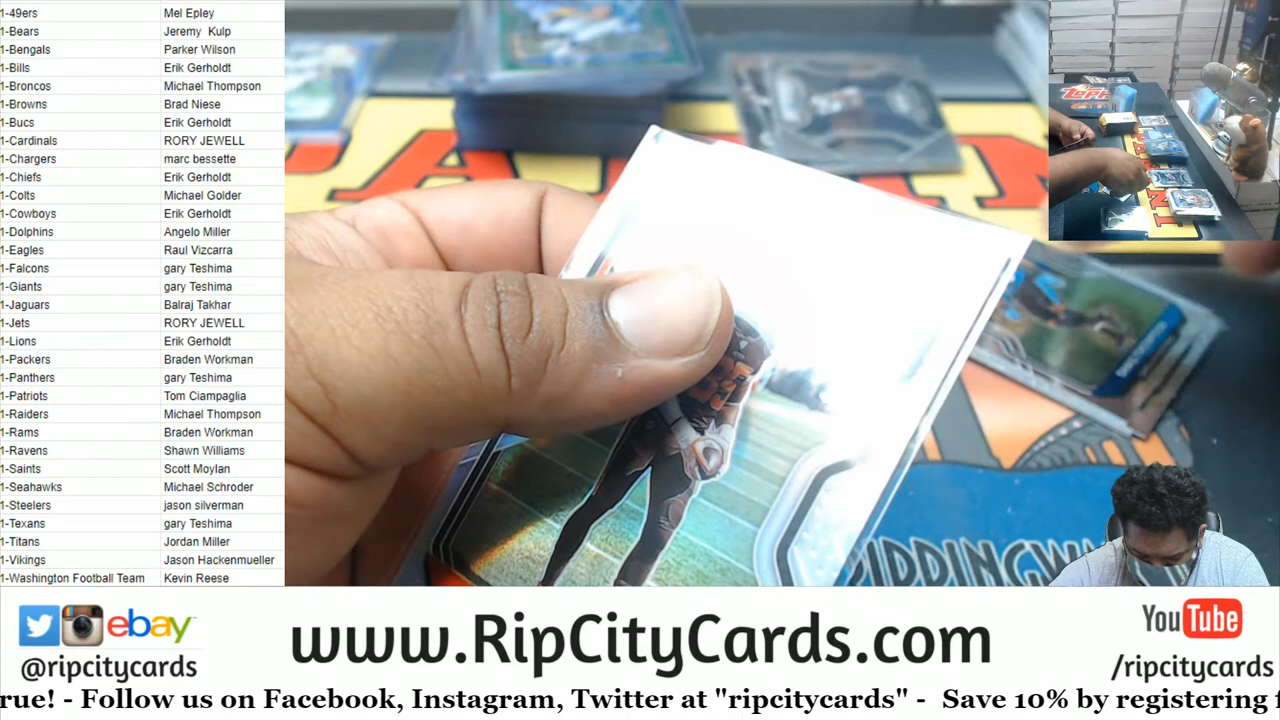 1-49ers Mel Epley
1-Bears Jeremy Kulp
1-Bengals Parker Wilson
1-Bills Erik Gerholdt
1-Broncos Michael Thompson
1-Browns Brad Niese
1-Bucs Erik Gerholdt
1-Cardinals RORY JEWELL
1-Chargers marc bessette
1-Chiefs Erik Gerholdt
1-Colts Michael Golder
1-Cowboys Erik Gerholdt
1-Dolphins Angelo Miller
1-Eagles Raul Vizcarra
1-Falcons gary Teshima
1-Giants gary Teshima
1-Jaguars Balraj Takhar
1-Jets RORY JEWELL
1-Lions Erik Gerholdt
1-Packers Braden Workman
1-Panthers gary Teshima
1-Patriots Tom Ciampaglia
1-Raiders Michael Thompson
1-Rams Braden Workman
1-Ravens Shawn Williams
1-Saints Scott Moylan
1-Seahawks Michael Schroder
1-Steelers jason silverman
1-Texans gary Teshima
1-Titans Jordan Miller
1-Vikings Jason Hackenmueller
1-Washington Football Team Kevin Reese
Topps
ebay
@ripcitycards
www.RipCityCards.com
YouTube
/ripcitycards
rue! - Follow us on Facebook, Instagram, Twitter at "ripcitycards" - Save 10% by registering f